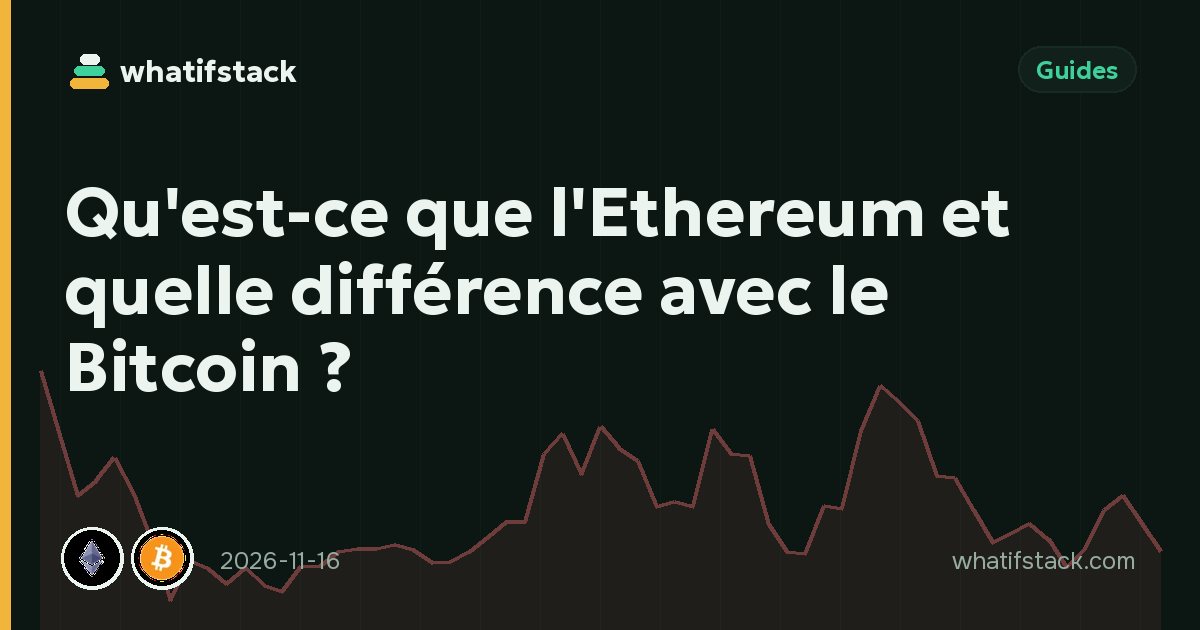 whatifstack
Guides
Qu'est-ce que l'Ethereum et
quelle différence avec le
Bitcoin ?
2026-11-16
whatifstack.com